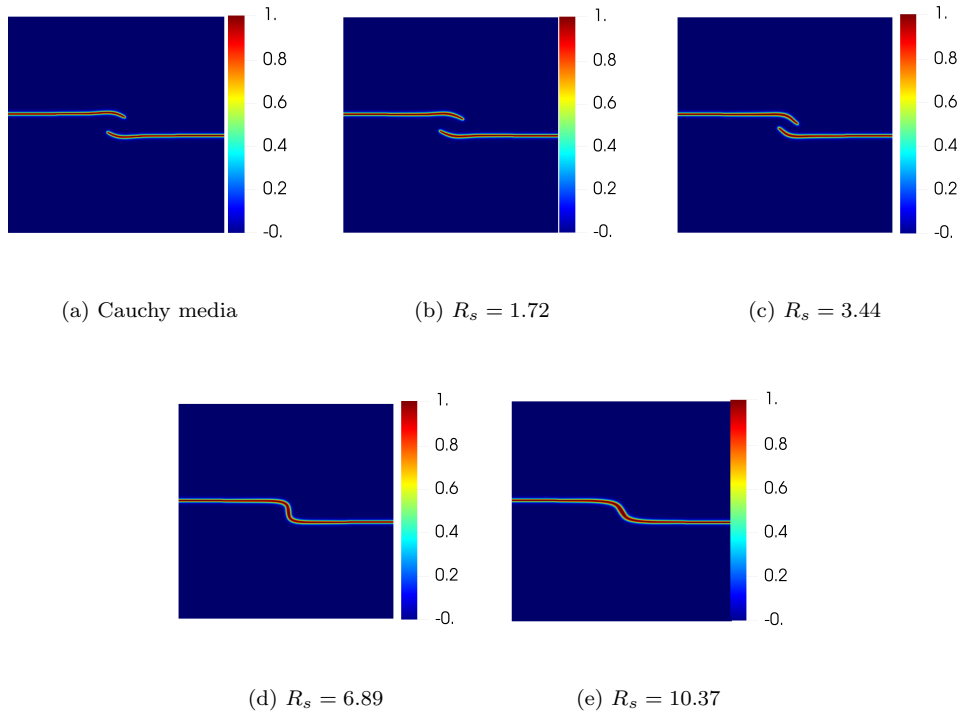 1. 1. 1.
0.8 0.8 0.8
0.6 0.6 0.6
0.4 0.4 0.4
0.2 0.2 0.2
-0. -0. -0.
(a) Cauchy media (b) $R_s = 1.72$ (c) $R_s = 3.44$
1. 1.
0.8 0.8
0.6 0.6
0.4 0.4
0.2 0.2
-0. -0.
(d) $R_s = 6.89$ (e) $R_s = 10.37$